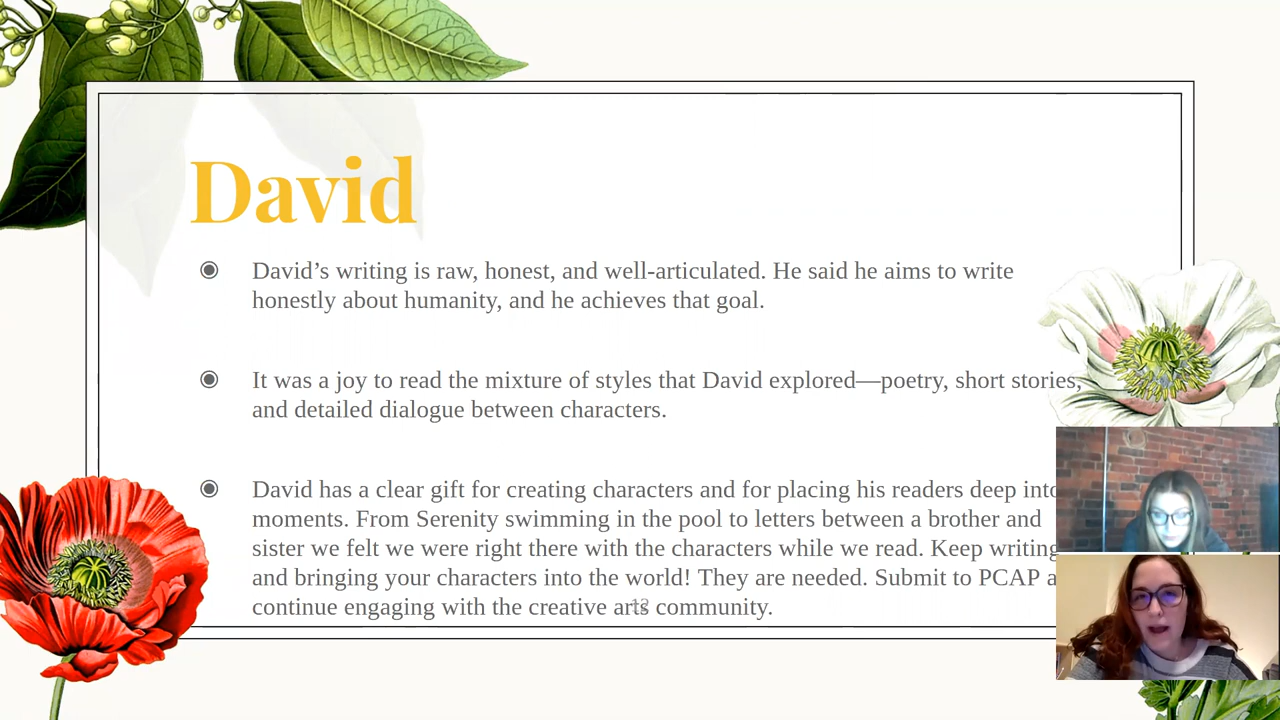 David
David’s writing is raw, honest, and well-articulated. He said he aims to write
honestly about humanity, and he achieves that goal.
It was a joy to read the mixture of styles that David explored—poetry, short stories,
and detailed dialogue between characters.
David has a clear gift for creating characters and for placing his readers deep into
moments. From Serenity swimming in the pool to letters between a brother and
sister we felt we were right there with the characters while we read. Keep writing
and bringing your characters into the world! They are needed. Submit to PCAP
continue engaging with the creative arts community.